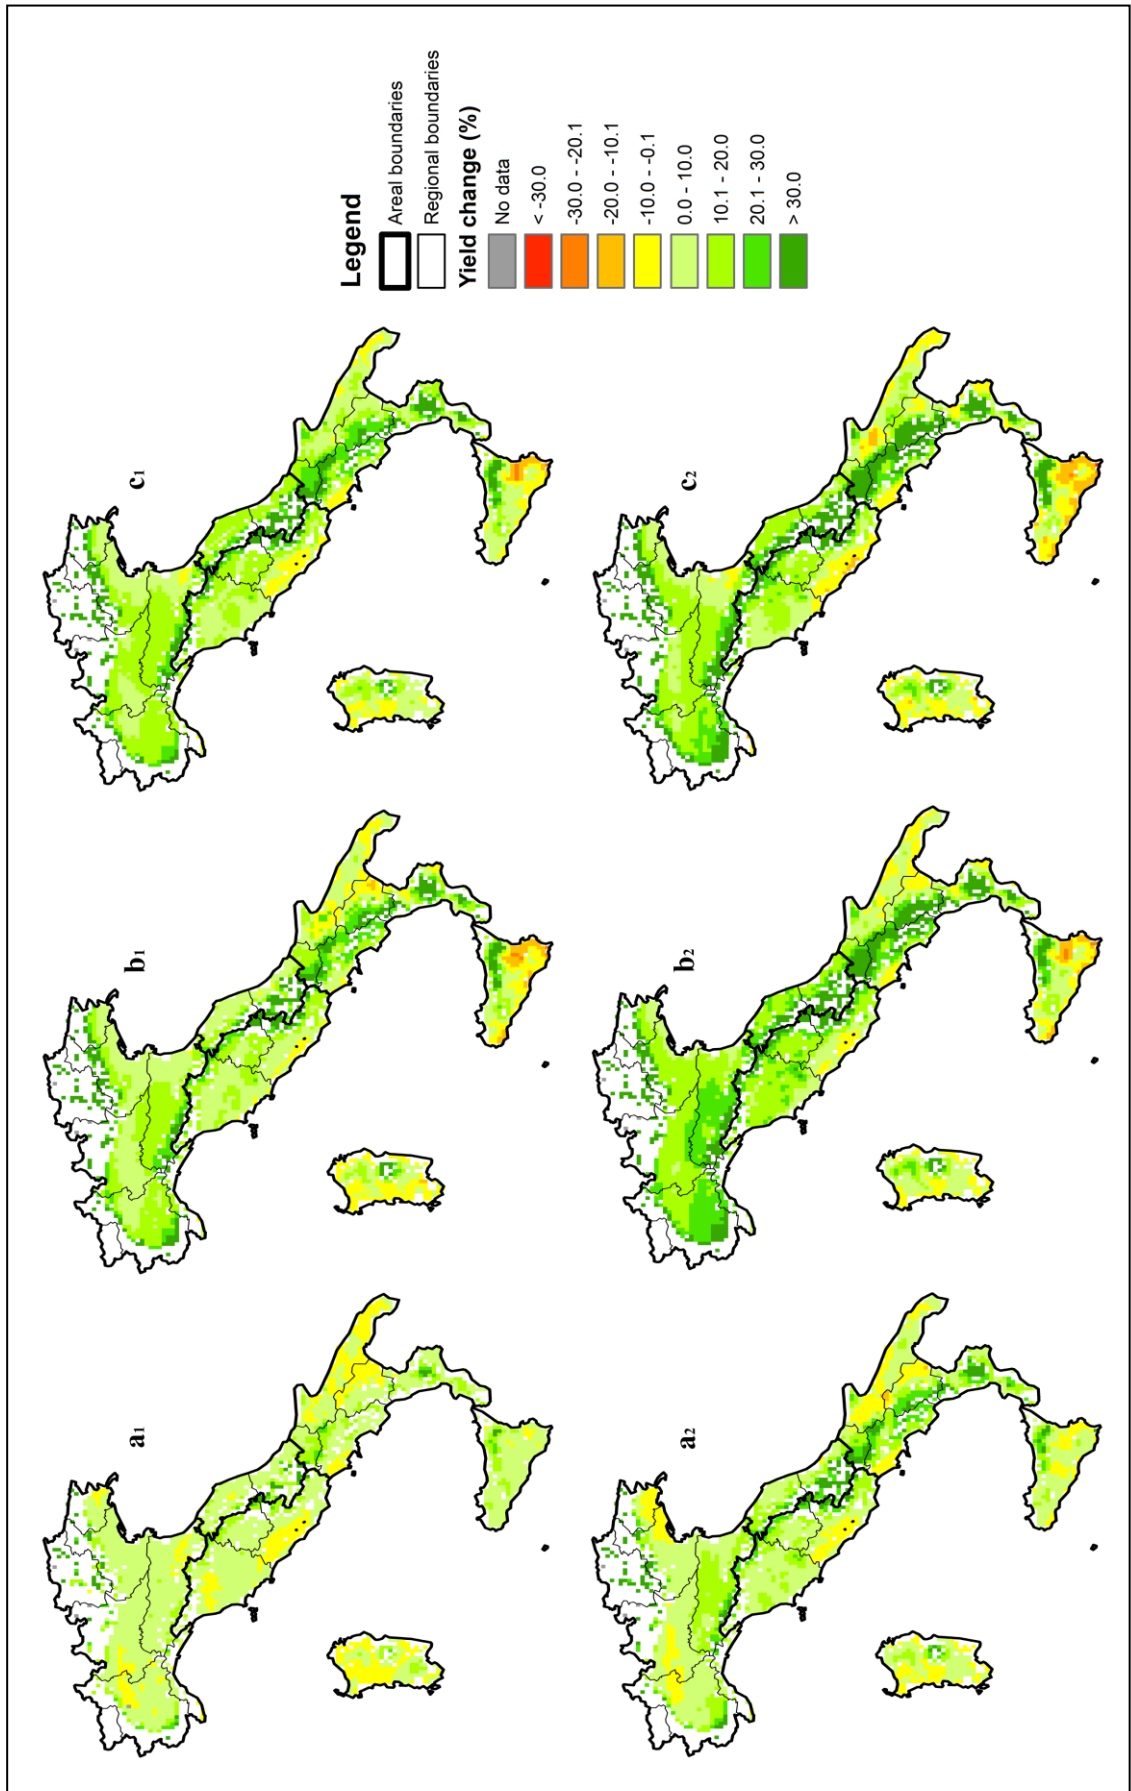 a1
b1
c1
a2
b2
c2
Legend
Areal boundaries
Regional boundaries
Yield change (%)
No data
< -30.0
-30.0 - -20.1
-20.0 - -10.1
-10.0 - -0.1
0.0 - 10.0
10.1 - 20.0
20.1 - 30.0
> 30.0